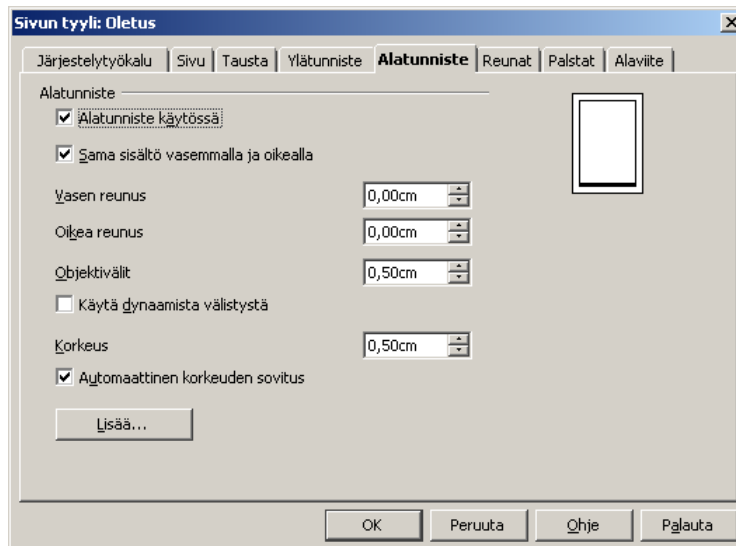 Sivun tyyli: Oletus
Järjestelytyökalu Sivu Tausta Ylätunniste Alatunniste Reunat Palstat Alaviite
Alatunniste
Alatunniste käytössä
Sama sisältö vasemmalla ja oikealla
Vasen reunus 0,00cm
Oikea reunus 0,00cm
Objektivälit 0,50cm
Käytä dynaamista välistystä
Korkeus 0,50cm
Automaattinen korkeuden sovitus
Lisää...
OK Peruuta Ohje Palauta